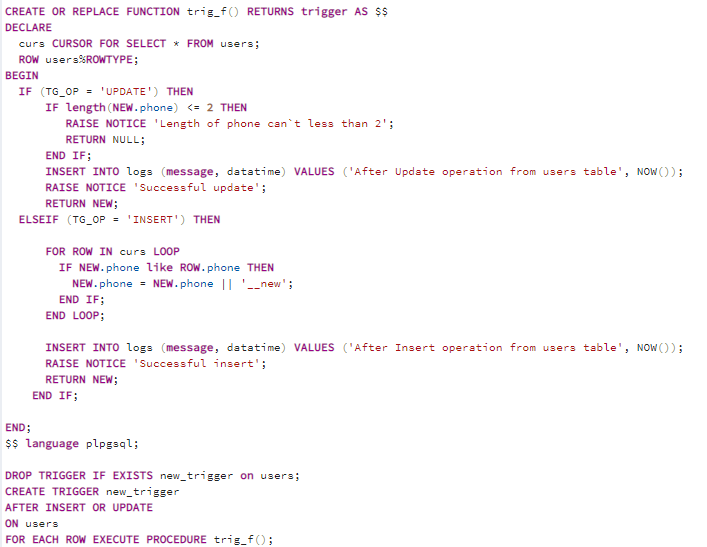 CREATE OR REPLACE FUNCTION trig_f() RETURNS trigger AS $$
DECLARE
  curs CURSOR FOR SELECT * FROM users;
  ROW users%ROWTYPE;
BEGIN
  IF (TG_OP = 'UPDATE') THEN
      IF length(NEW.phone) <= 2 THEN
         RAISE NOTICE 'Length of phone can`t less than 2';
         RETURN NULL;
      END IF;
      INSERT INTO logs (message, datatime) VALUES ('After Update operation from users table', NOW());
      RAISE NOTICE 'Successful update';
      RETURN NEW;
  ELSEIF (TG_OP = 'INSERT') THEN
      FOR ROW IN curs LOOP
        IF NEW.phone like ROW.phone THEN
          NEW.phone = NEW.phone || '__new';
        END IF;
      END LOOP;
      INSERT INTO logs (message, datatime) VALUES ('After Insert operation from users table', NOW());
      RAISE NOTICE 'Successful insert';
      RETURN NEW;
    END IF;
END;
$$ language plpgsql;
DROP TRIGGER IF EXISTS new_trigger on users;
CREATE TRIGGER new_trigger
AFTER INSERT OR UPDATE
ON users
FOR EACH ROW EXECUTE PROCEDURE trig_f();